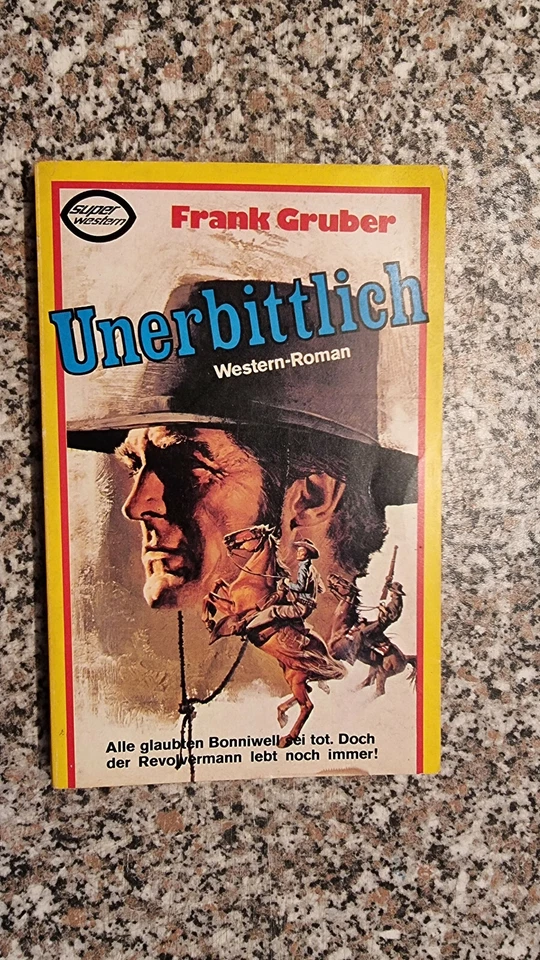 super
western
Frank Gruber
Unerbittlich
Western-Roman
Alle glaubten Bonniwell sei tot. Doch
der Revolvermann lebt noch immer!